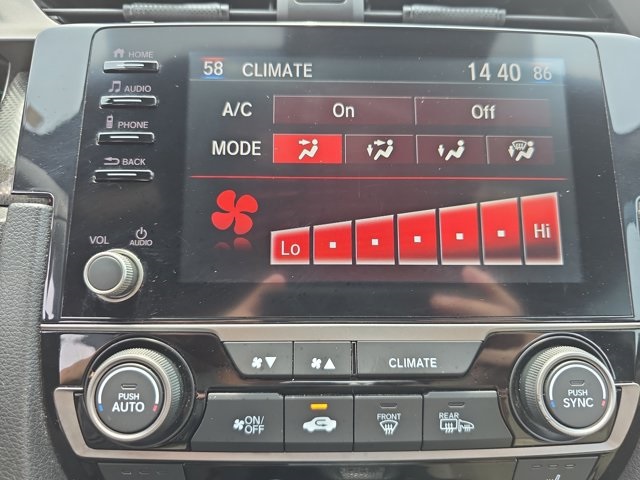 HOME
58 CLIMATE 14 40 86
AUDIO
A/C On Off
PHONE
MODE
BACK
VOL AUDIO
Lo Hi
CLIMATE
PUSH AUTO
PUSH SYNC
ON/OFF
FRONT
REAR